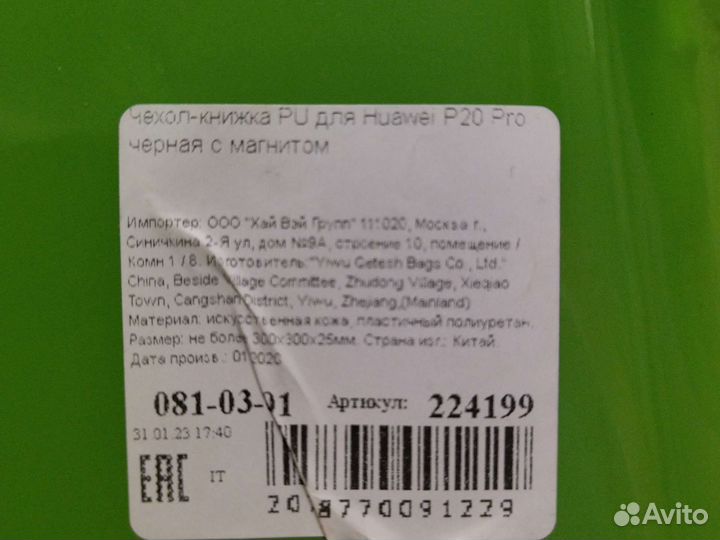 Чехол-книжка PU для Huawei P20 Pro
черная с магнитом
Импортер: ООО "Хай Вэй Групп" 111020, Москва г.,
Синичкина 2-Я ул, дом №9А, строение 10, помещение /
Комн 1 / 8. Изготовитель:"Yiwu Getesh Bags Co., Ltd."
China, Beside Village Committee, Zhudong Village, Xieqiao
Town, Cangshan District, Yiwu, Zhejiang,(Mainland)
Материал: искусственная кожа, пластичный полиуретан.
Размер: не более 300х300х25мм. Страна изг.: Китай.
Дата произв.: 012020
081-03-01 Артикул: 224199
31.01.23 17:40
EAC IT
2018770091229
Avito